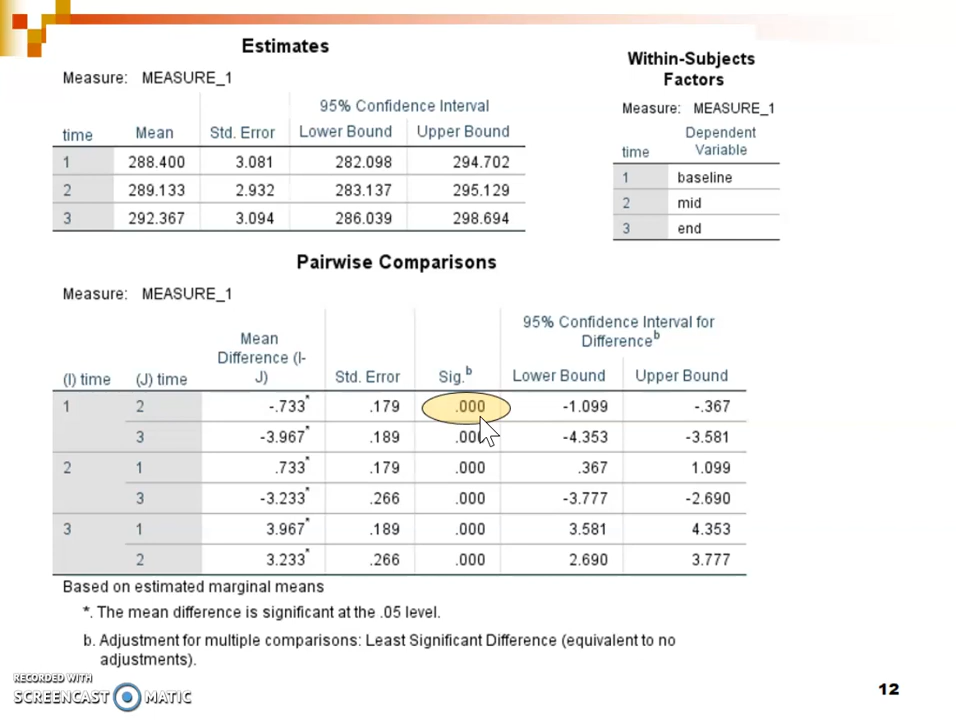 Estimates
Measure: MEASURE_1
95% Confidence Interval
time Mean Std. Error Lower Bound Upper Bound
1 288.400 3.081 282.098 294.702
2 289.133 2.932 283.137 295.129
3 292.367 3.094 286.039 298.694
Within-Subjects
Factors
Measure: MEASURE_1
Dependent
time Variable
1 baseline
2 mid
3 end
Pairwise Comparisons
Measure: MEASURE_1
Mean
Difference (I-
J)
95% Confidence Interval for
Difference^b
(I) time (J) time Std. Error Sig.^b Lower Bound Upper Bound
1 2 -.733* .179 .000 -1.099 -.367
3 -3.967* .189 .000 -4.353 -3.581
2 1 .733* .179 .000 .367 1.099
3 -3.233* .266 .000 -3.777 -2.690
3 1 3.967* .189 .000 3.581 4.353
2 3.233* .266 .000 2.690 3.777
Based on estimated marginal means
*. The mean difference is significant at the .05 level.
b. Adjustment for multiple comparisons: Least Significant Difference (equivalent to no
adjustments).
RECORDED WITH
SCREENCAST MATIC
12